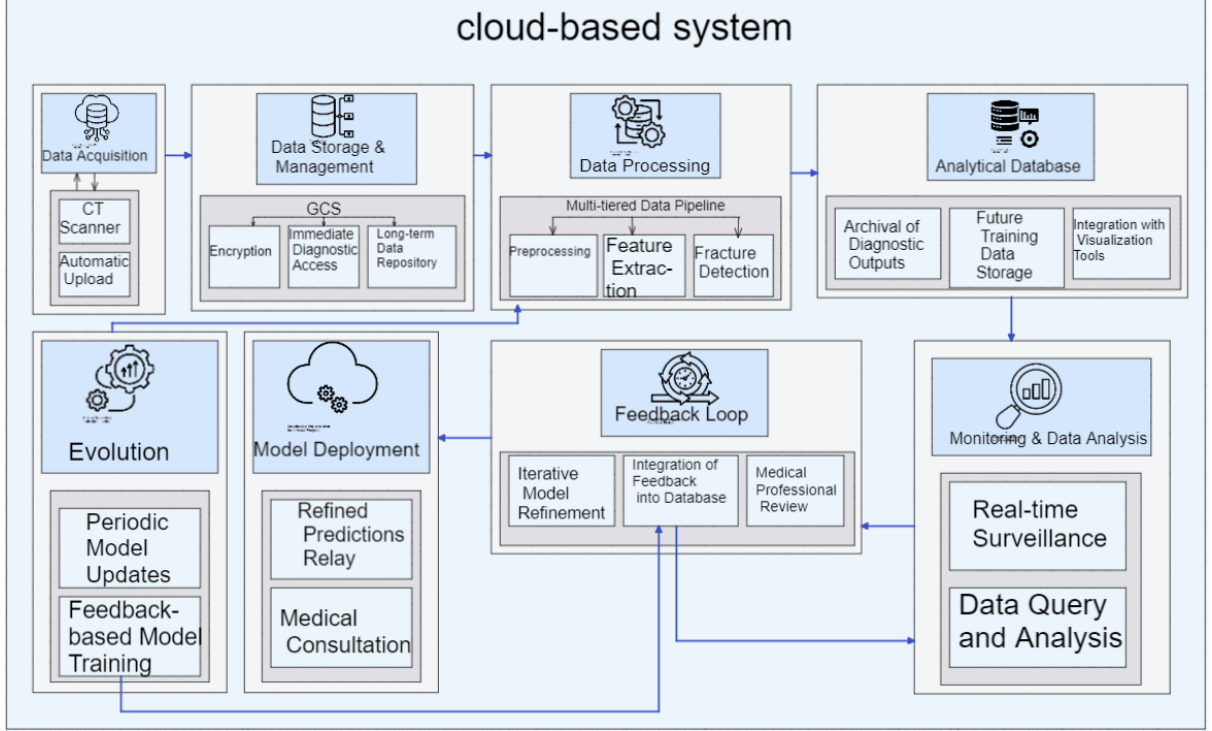 cloud-based system
Data Acquisition
CT
Scanner
Automatic
Upload
Data Storage &
Management
GCS
Encryption
Immediate
Diagnostic
Access
Long-term
Data
Repository
Data Processing
Multi-tiered Data Pipeline
Preprocessing
Feature
Extrac-
tion
Fracture
Detection
Analytical Database
Archival of
Diagnostic
Outputs
Future
Training
Data
Storage
Integration with
Visualization
Tools
Evolution
Periodic
Model
Updates
Feedback-
based Model
Training
Model Deployment
Refined
Predictions
Relay
Medical
Consultation
Feedback Loop
Iterative
Model
Refinement
Integration of
Feedback
into Database
Medical
Professional
Review
Monitoring & Data Analysis
Real-time
Surveillance
Data Query
and Analysis